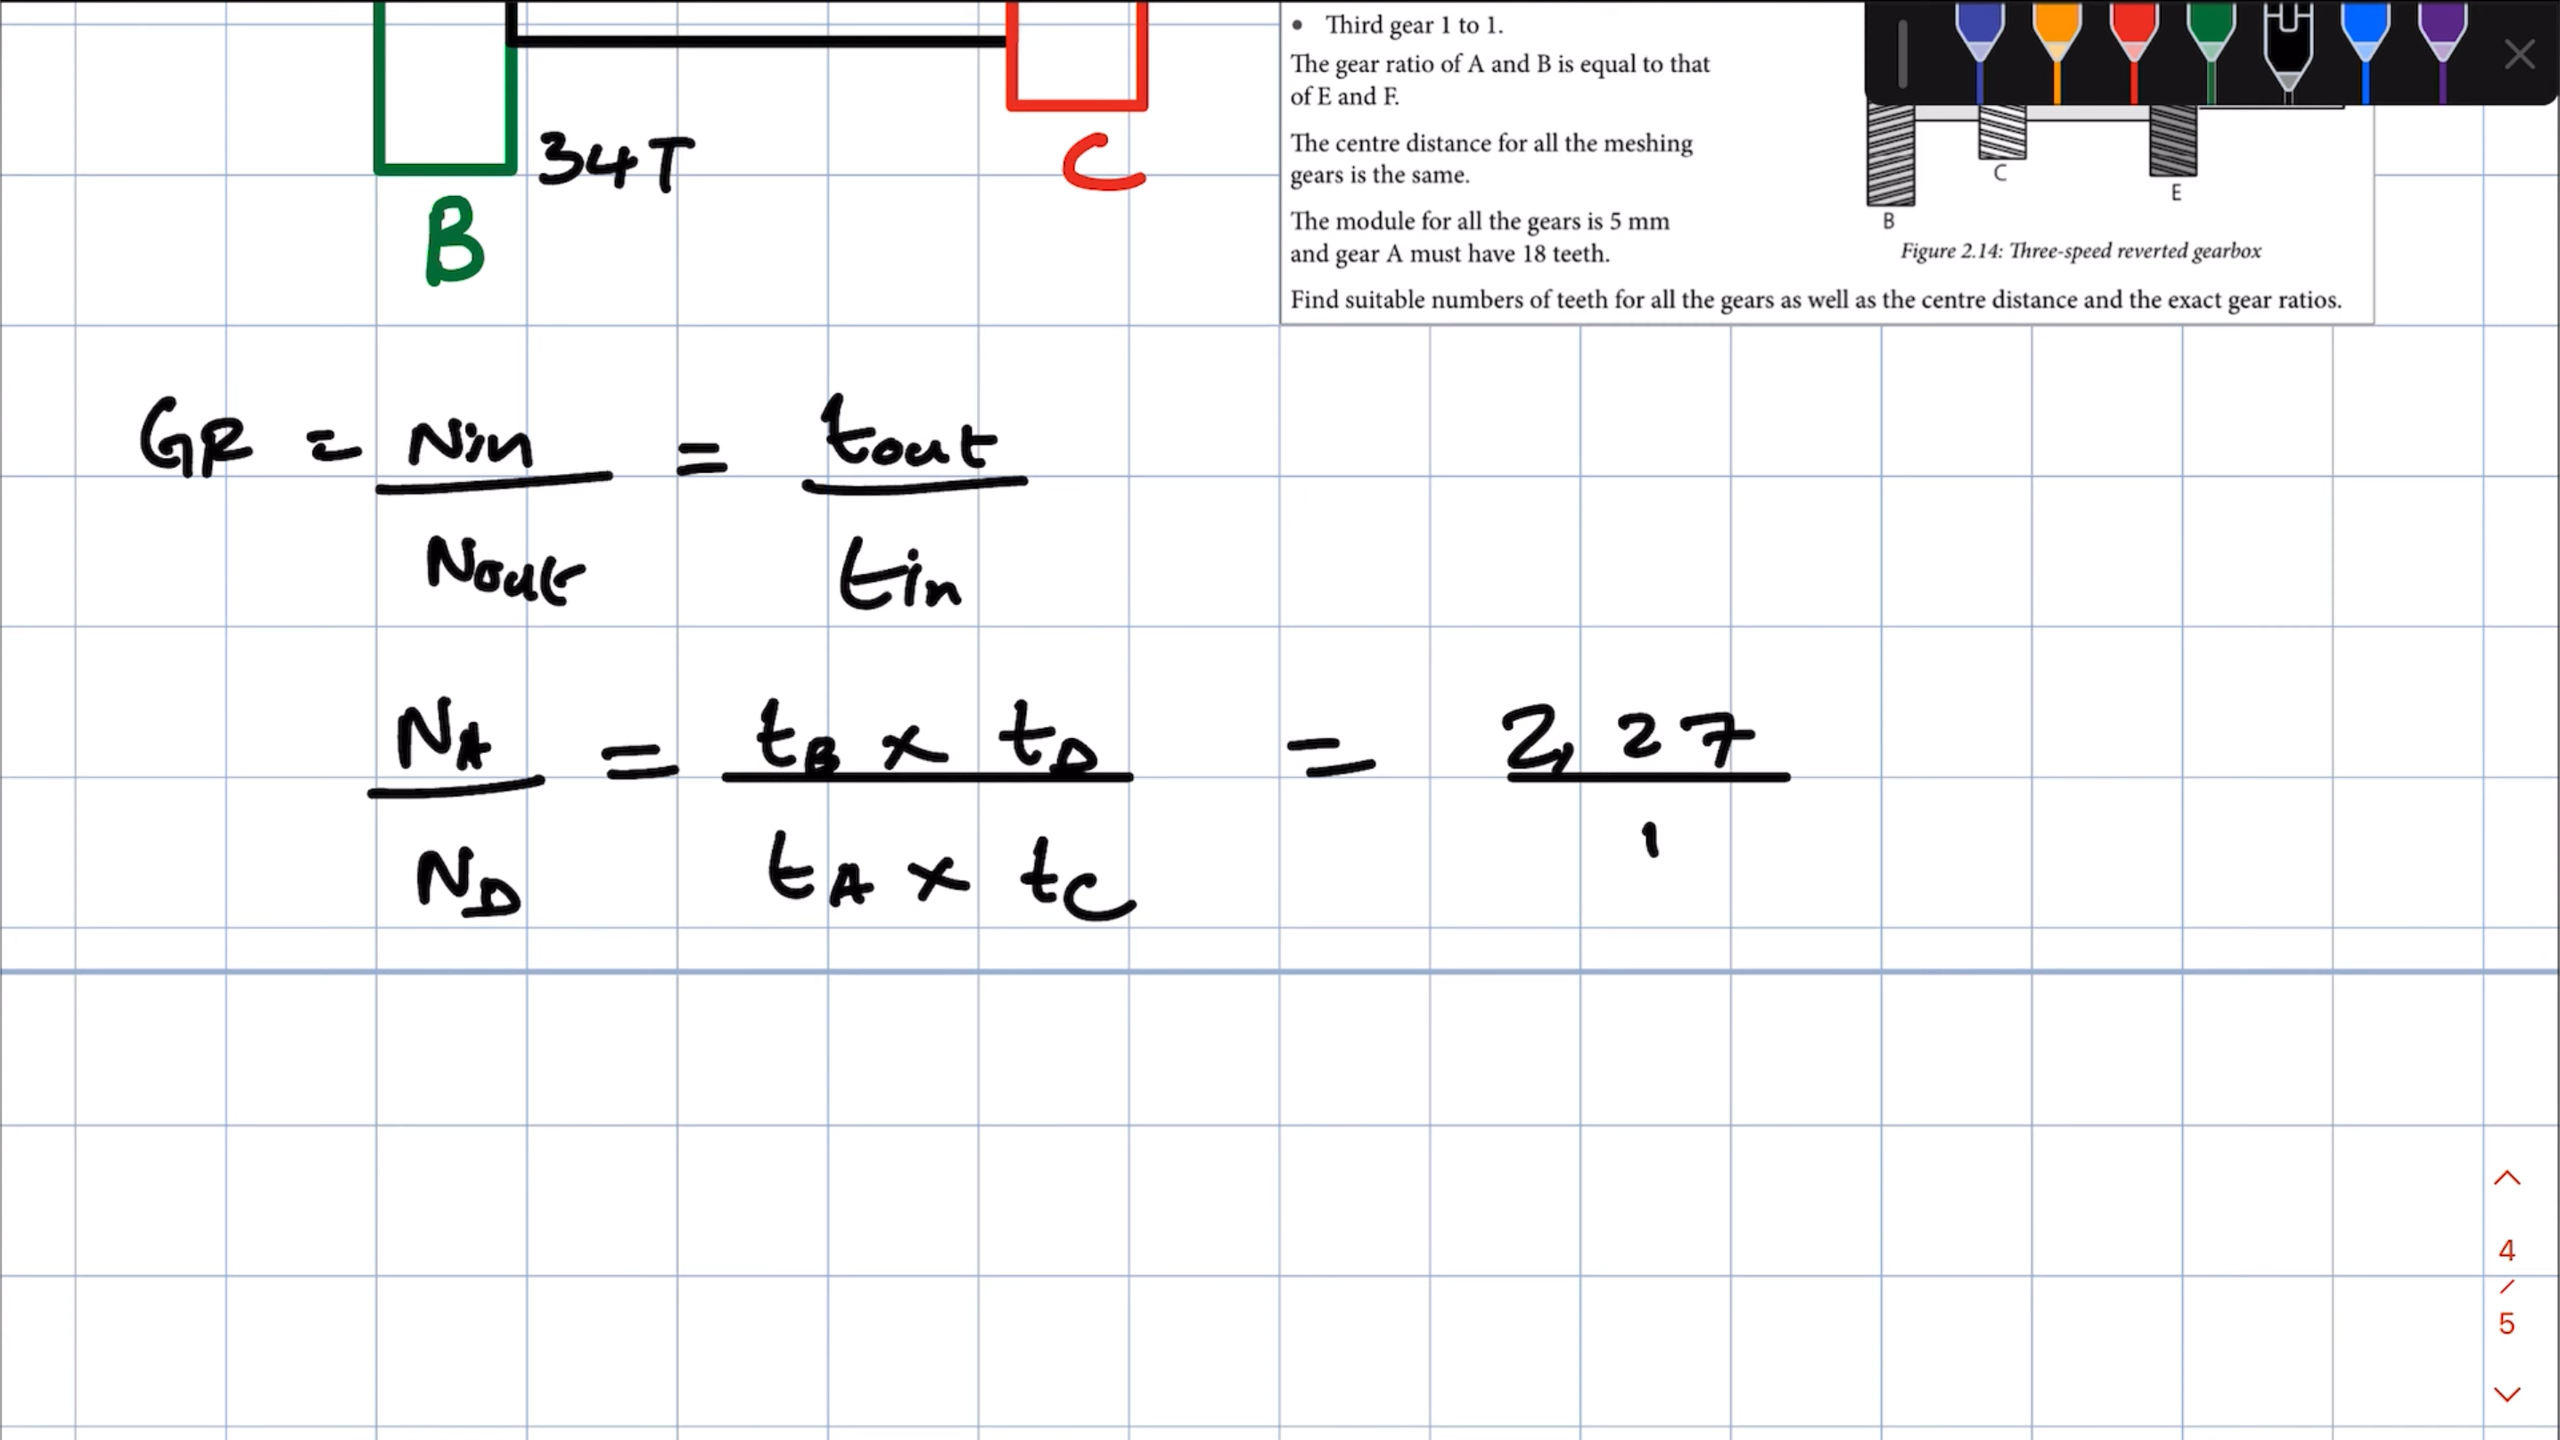 34T
B
C
• Third gear 1 to 1.
The gear ratio of A and B is equal to that
of E and F.
The centre distance for all the meshing
gears is the same.
The module for all the gears is 5 mm
and gear A must have 18 teeth.
C
E
B
Figure 2.14: Three-speed reverted gearbox
Find suitable numbers of teeth for all the gears as well as the centre distance and the exact gear ratios.
GR = Nin = tout
Nout tin
NA = tB x tD = 2,27
ND tA x tC 1
4
/
5